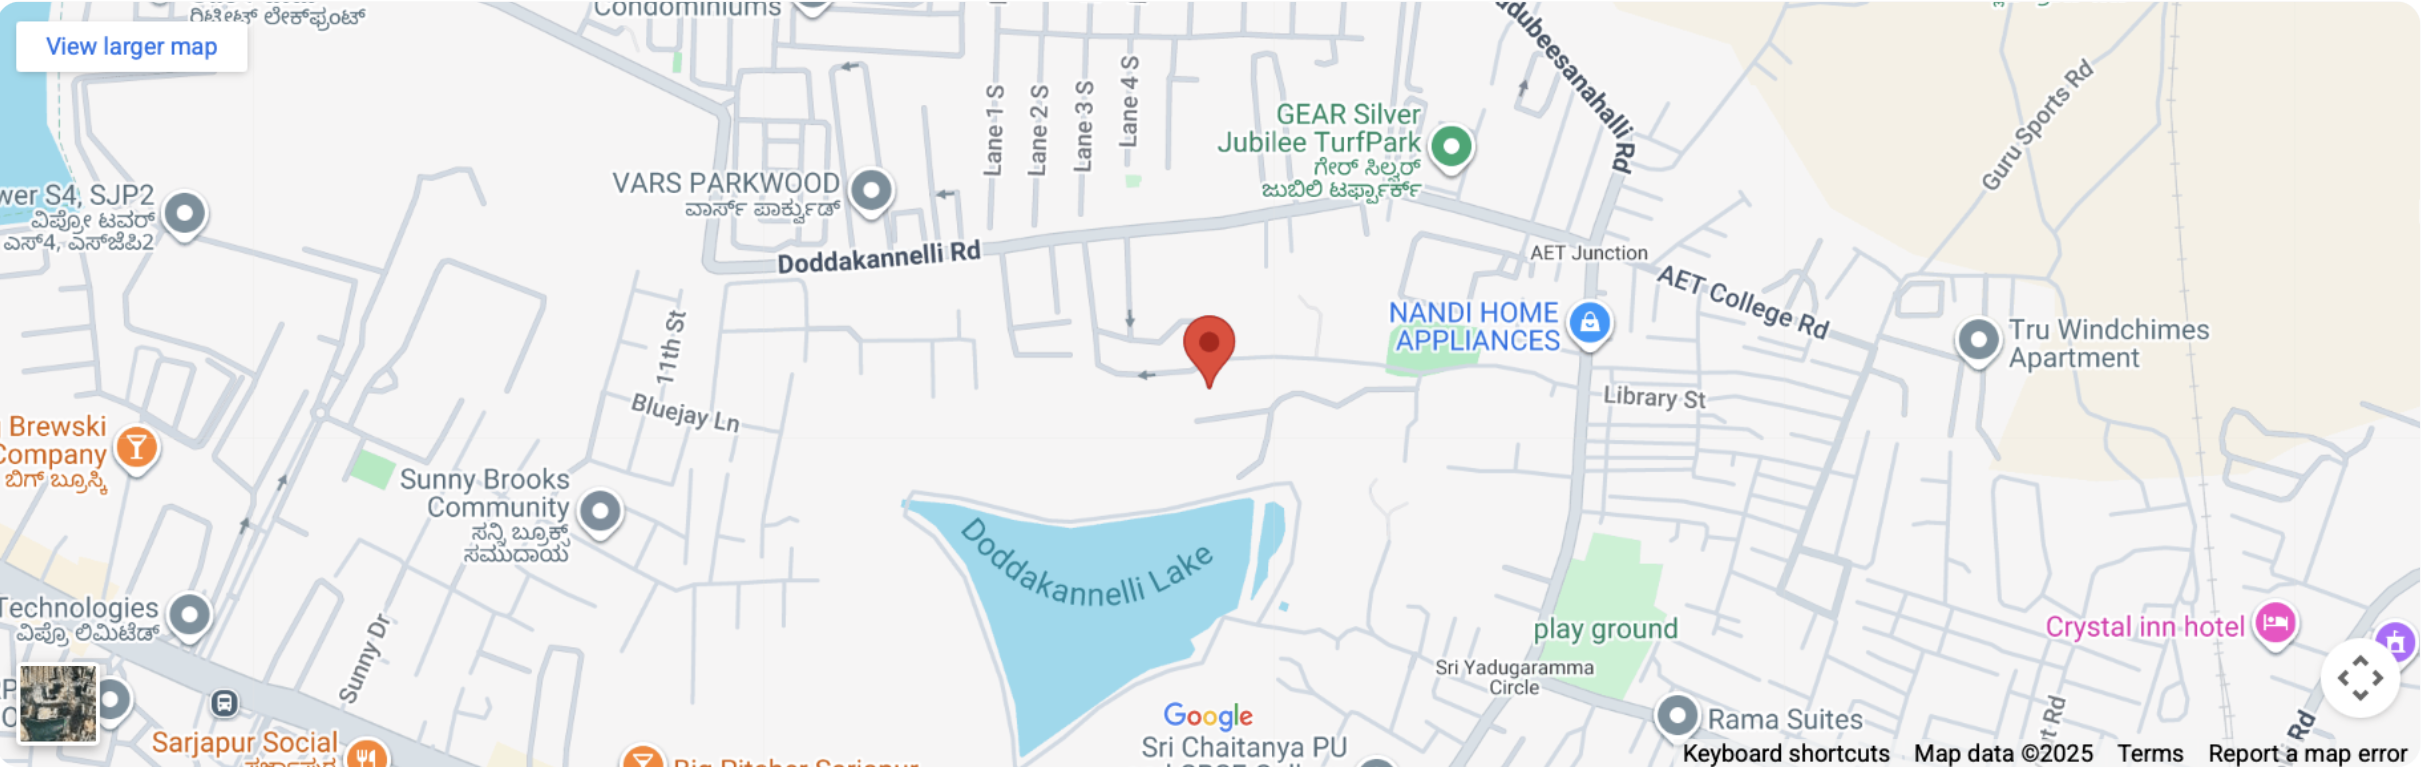 ರಿಟ್ರೀಟ್ ಲೇಕ್‌ಫ್ರಂಟ್
Condominiums
View larger map
udubeesanahalli Rd
Guru Sports Rd
Lane 1 S
Lane 2 S
Lane 3 S
Lane 4 S
GEAR Silver
Jubilee TurfPark
ಗೇರ್ ಸಿಲ್ವರ್
ಜುಬಿಲಿ ಟರ್ಫ್ಪಾರ್ಕ್
VARS PARKWOOD
ವಾರ್ಸ್ ಪಾರ್ಕ್ವುಡ್
wer S4, SJP2
ವಿಪ್ರೋ ಟವರ್
ಎಸ್4, ಎಸ್‌ಜೆಪಿ2
Doddakannelli Rd
AET Junction
AET College Rd
NANDI HOME
APPLIANCES
Tru Windchimes
Apartment
11th St
Bluejay Ln
Library St
Brewski
Company
ಬಿಗ್ ಬ್ರೂಸ್ಕಿ
Sunny Brooks
Community
ಸನ್ನಿ ಬ್ರೂಕ್ಸ್
ಸಮುದಾಯ
Doddakannelli Lake
Technologies
ವಿಪ್ರೊ ಲಿಮಿಟೆಡ್
Sunny Dr
play ground
Crystal inn hotel
Sri Yadugaramma
Circle
Google
Rama Suites
Sarjapur Social
Sri Chaitanya PU
Big Pitcher Sarjapur
Rd
Rd
Keyboard shortcuts
Map data ©2025
Terms
Report a map error